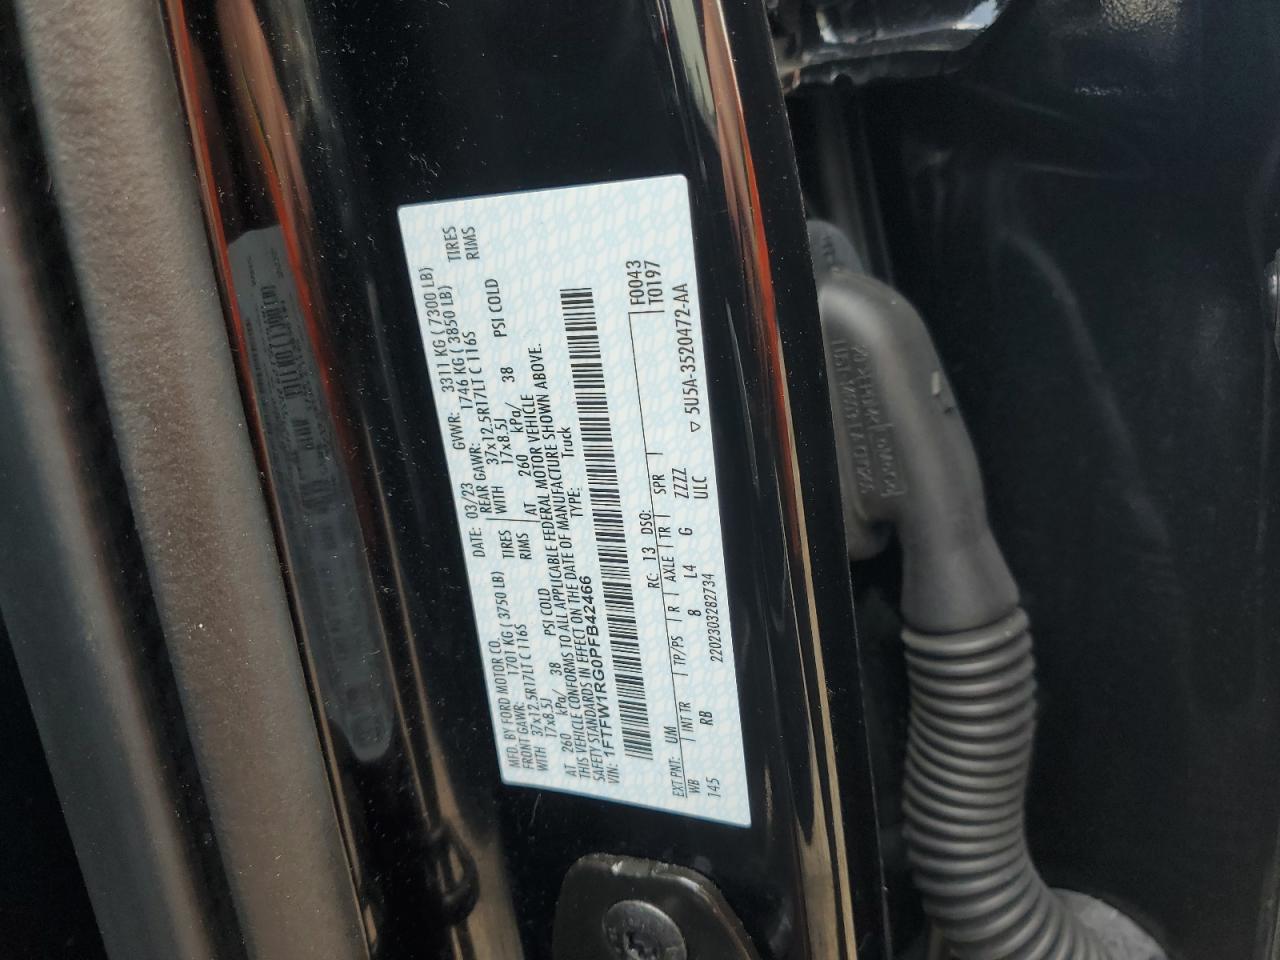 MFD. BY FORD MOTOR CO.
DATE: 03/23 GVWR: 3311 KG ( 7300 LB)
FRONT GAWR: 1701 KG ( 3750 LB) REAR GAWR: 1746 KG ( 3850 LB)
WITH 37x12.5R17LT C 116S TIRES WITH 37x12.5R17LT C 116S TIRES
17x8.5J RIMS 17x8.5J RIMS
AT 260 kPa/ 38 PSI COLD AT 260 kPa/ 38 PSI COLD
THIS VEHICLE CONFORMS TO ALL APPLICABLE FEDERAL MOTOR VEHICLE
SAFETY STANDARDS IN EFFECT ON THE DATE OF MANUFACTURE SHOWN ABOVE.
VIN: 1FTFW1RG0PFB42466 TYPE: Truck
F0043
T0197
EXT PNT: UM RC: 13 DSO:
WB INT TR TP/PS R AXLE TR SPR
145 RB 8 L4 G ZZZZ
ULC
2202303282734 ▽ 5U5A-3520472-AA